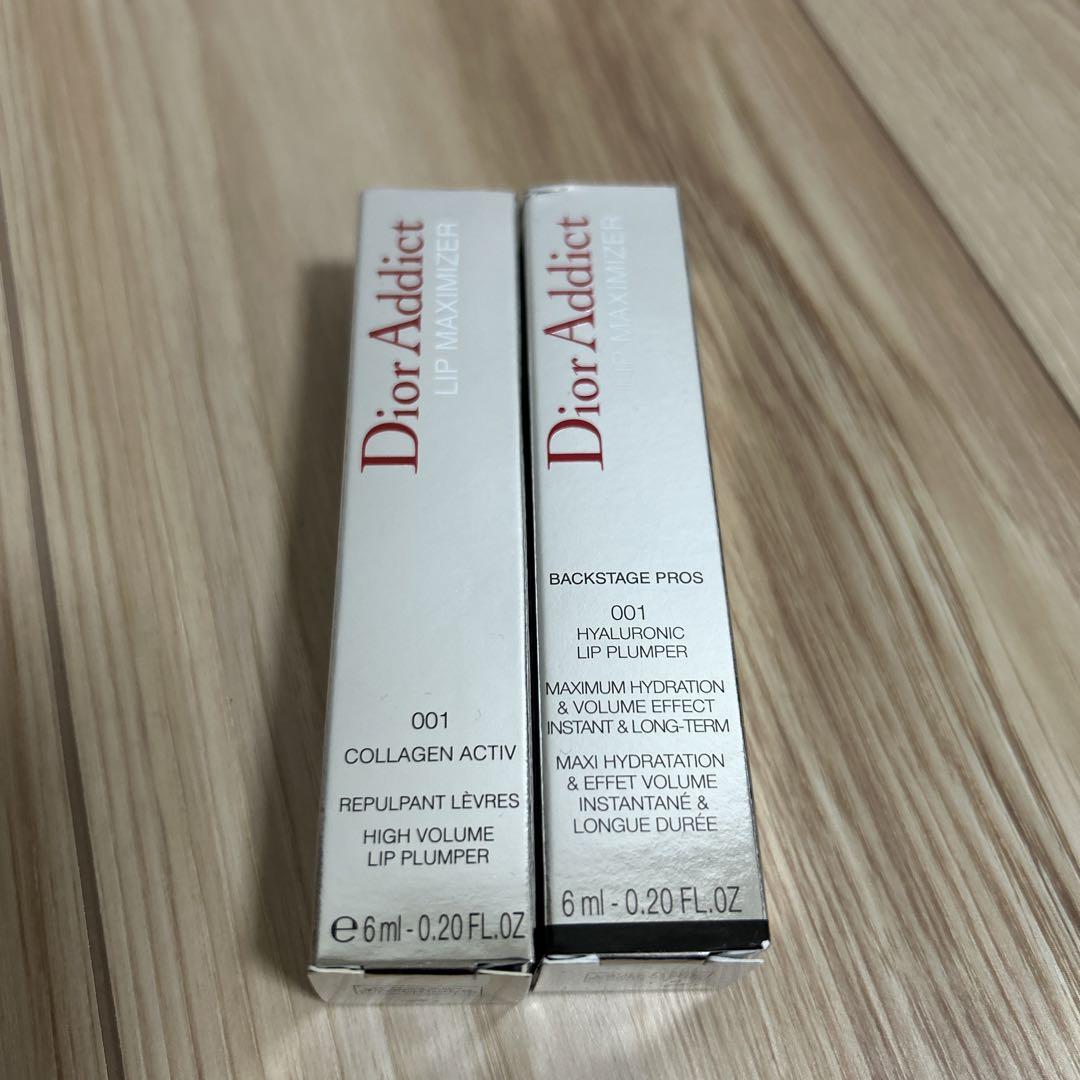 Dior Addict
LIP MAXIMIZER
001
COLLAGEN ACTIV
REPULPANT LÈVRES
HIGH VOLUME
LIP PLUMPER
℮ 6 ml - 0.20 FL.OZ
Dior Addict
LIP MAXIMIZER
BACKSTAGE PROS
001
HYALURONIC
LIP PLUMPER
MAXIMUM HYDRATION
& VOLUME EFFECT
INSTANT & LONG-TERM
MAXI HYDRATATION
& EFFET VOLUME
INSTANTANÉ &
LONGUE DURÉE
6 ml - 0.20 FL.OZ